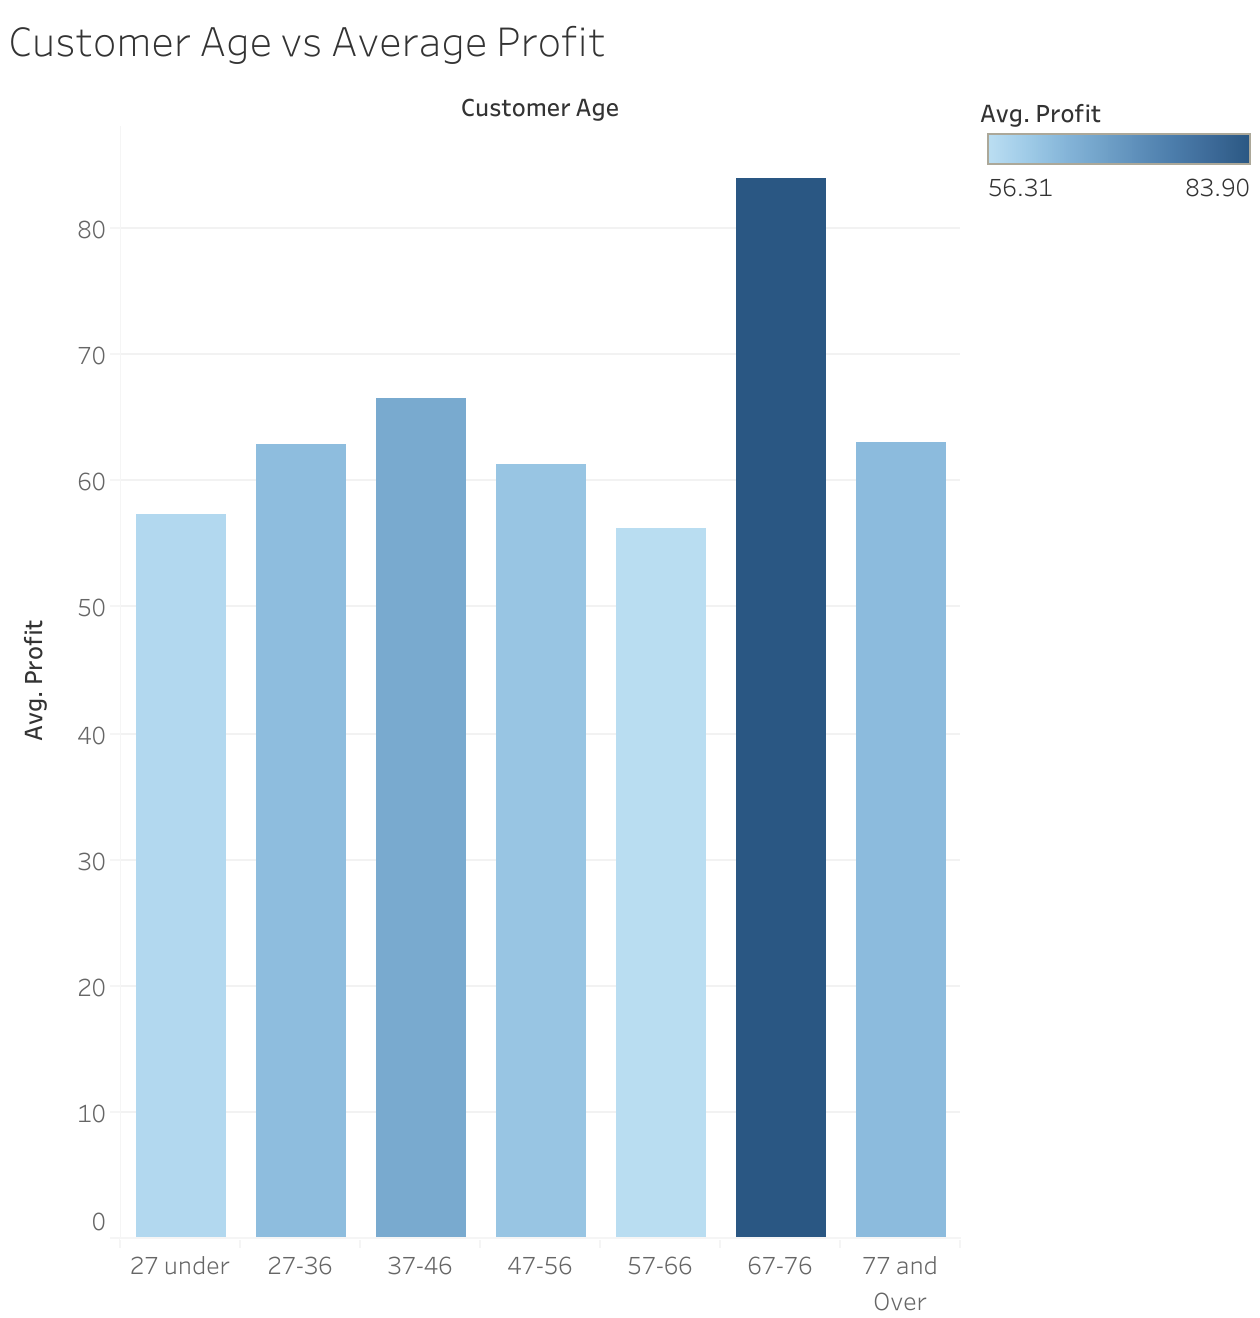 Customer Age vs Average Profit
Customer Age
Avg. Profit
56.31 83.90
80
70
60
50
40
30
20
10
0
Avg. Profit
27 under 27-36 37-46 47-56 57-66 67-76 77 and
Over